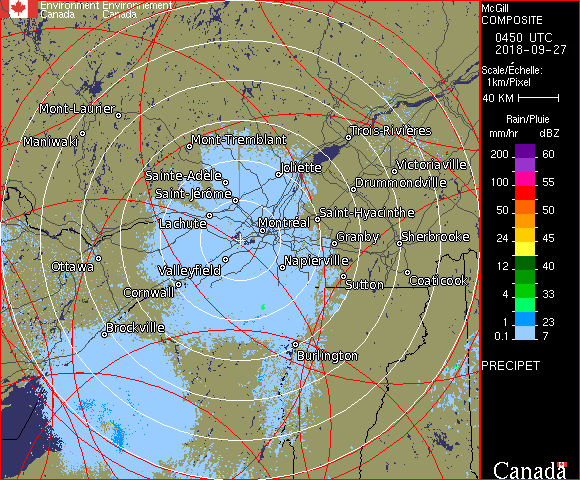 Environment Environnement
Canada Canada
McGill
COMPOSITE
0450 UTC
2018-09-27
Scale/Échelle:
1km/Pixel
40 KM
Rain/Pluie
mm/hr dBZ
200 60
100 55
50 50
24 45
12 40
4 33
1 23
0.1 7
PRECIPET
Canada
Mont-Laurier
Maniwaki
Mont-Tremblant
Trois-Rivières
Sainte-Adèle
Joliette
Victoriaville
Saint-Jérôme
Drummondville
Lachute
Montréal
Saint-Hyacinthe
Granby
Sherbrooke
Ottawa
Valleyfield
Napierville
Cornwall
Sutton
Coaticook
Brockville
Burlington